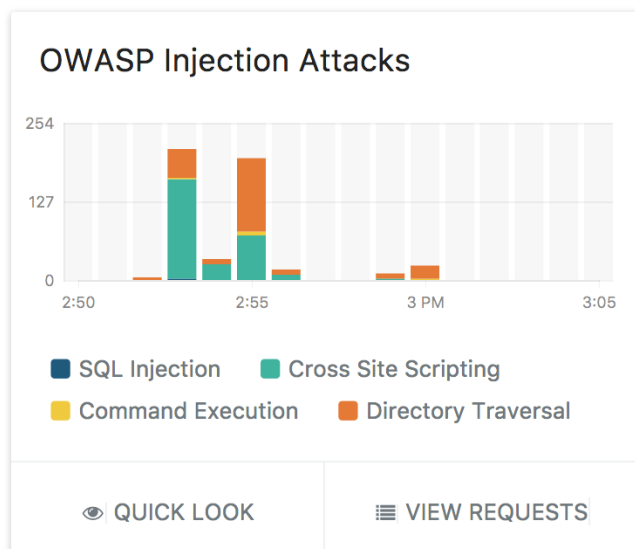 OWASP Injection Attacks
254
127
0
2:50 2:55 3 PM 3:05
SQL Injection Cross Site Scripting
Command Execution Directory Traversal
QUICK LOOK VIEW REQUESTS